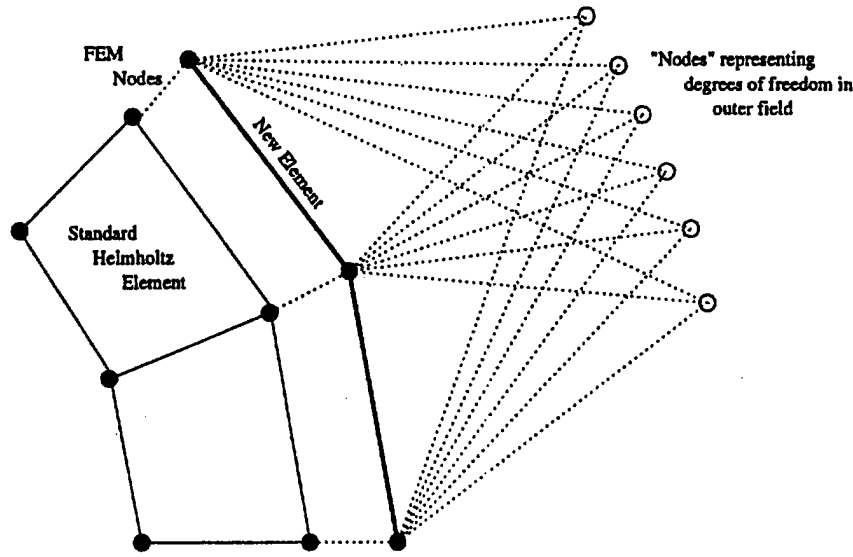 FEM
Nodes
"Nodes" representing
degrees of freedom in
outer field
New Element
Standard
Helmholtz
Element